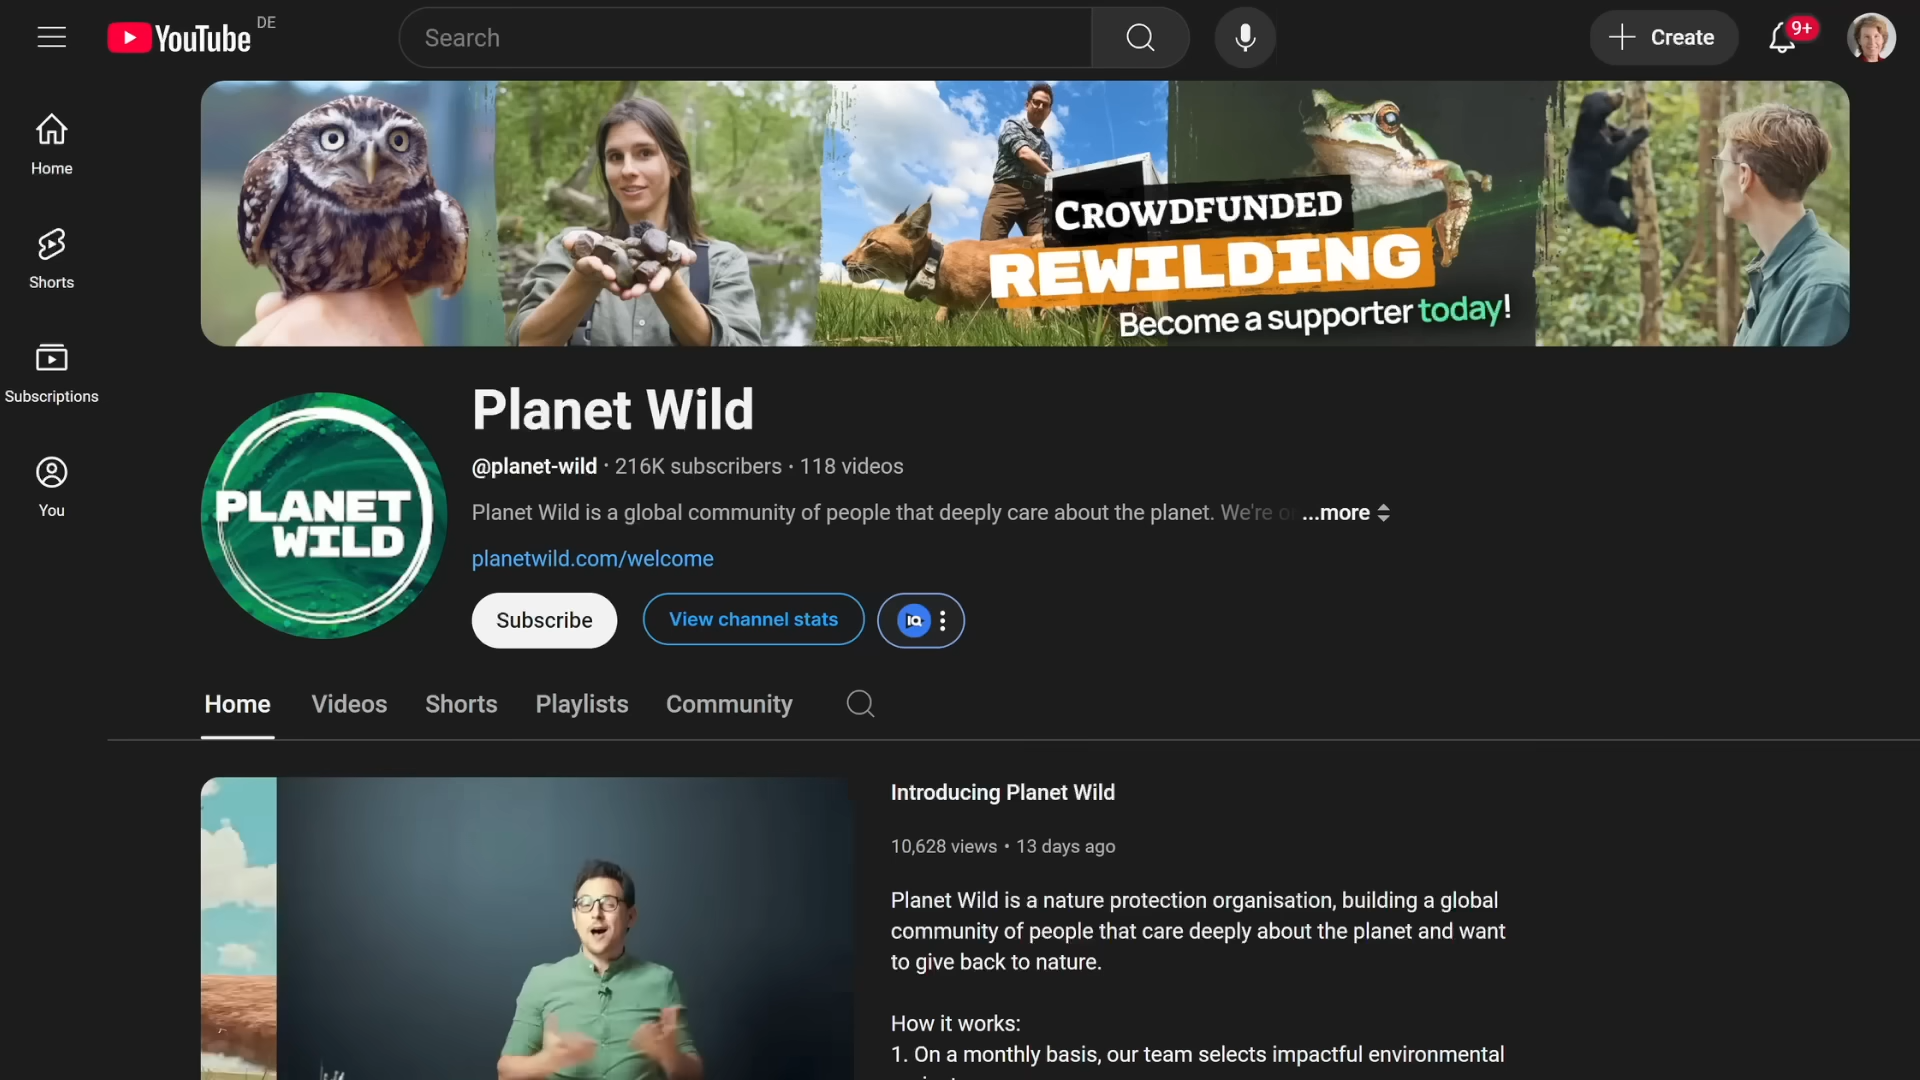 YouTube DE
Search
Create
9+
Home
Shorts
Subscriptions
You
CROWDFUNDED
REWILDING
Become a supporter today!
PLANET
WILD
Planet Wild
@planet-wild · 216K subscribers · 118 videos
Planet Wild is a global community of people that deeply care about the planet. We're ...more
planetwild.com/welcome
Subscribe
View channel stats
IQ
Home
Videos
Shorts
Playlists
Community
Introducing Planet Wild
10,628 views • 13 days ago
Planet Wild is a nature protection organisation, building a global
community of people that care deeply about the planet and want
to give back to nature.
How it works:
1. On a monthly basis, our team selects impactful environmental